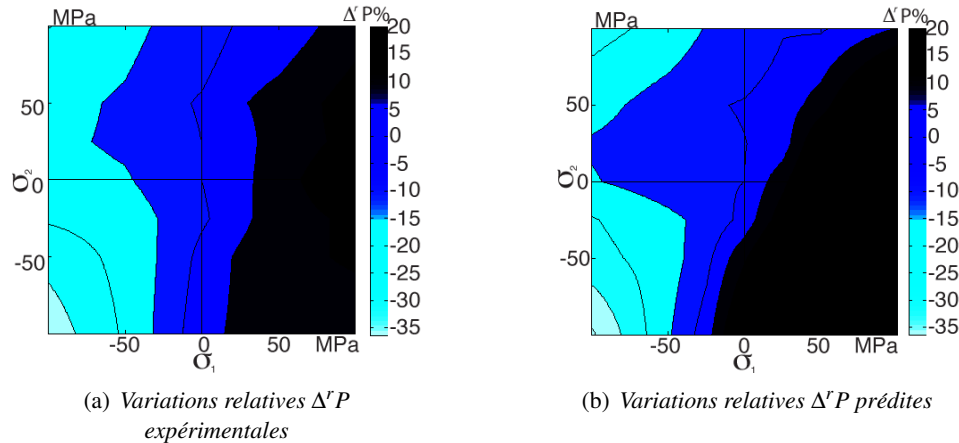 MPa
Δ^r P%
20
15
10
5
0
-5
-10
-15
-20
-25
-30
-35
50
0
-50
σ₂
-50
0
50
MPa
σ₁
(a) Variations relatives Δ^r P
expérimentales
MPa
Δ^r P%
20
15
10
5
0
-5
-10
-15
-20
-25
-30
-35
50
0
-50
σ₂
-50
0
50
MPa
σ₁
(b) Variations relatives Δ^r P prédites